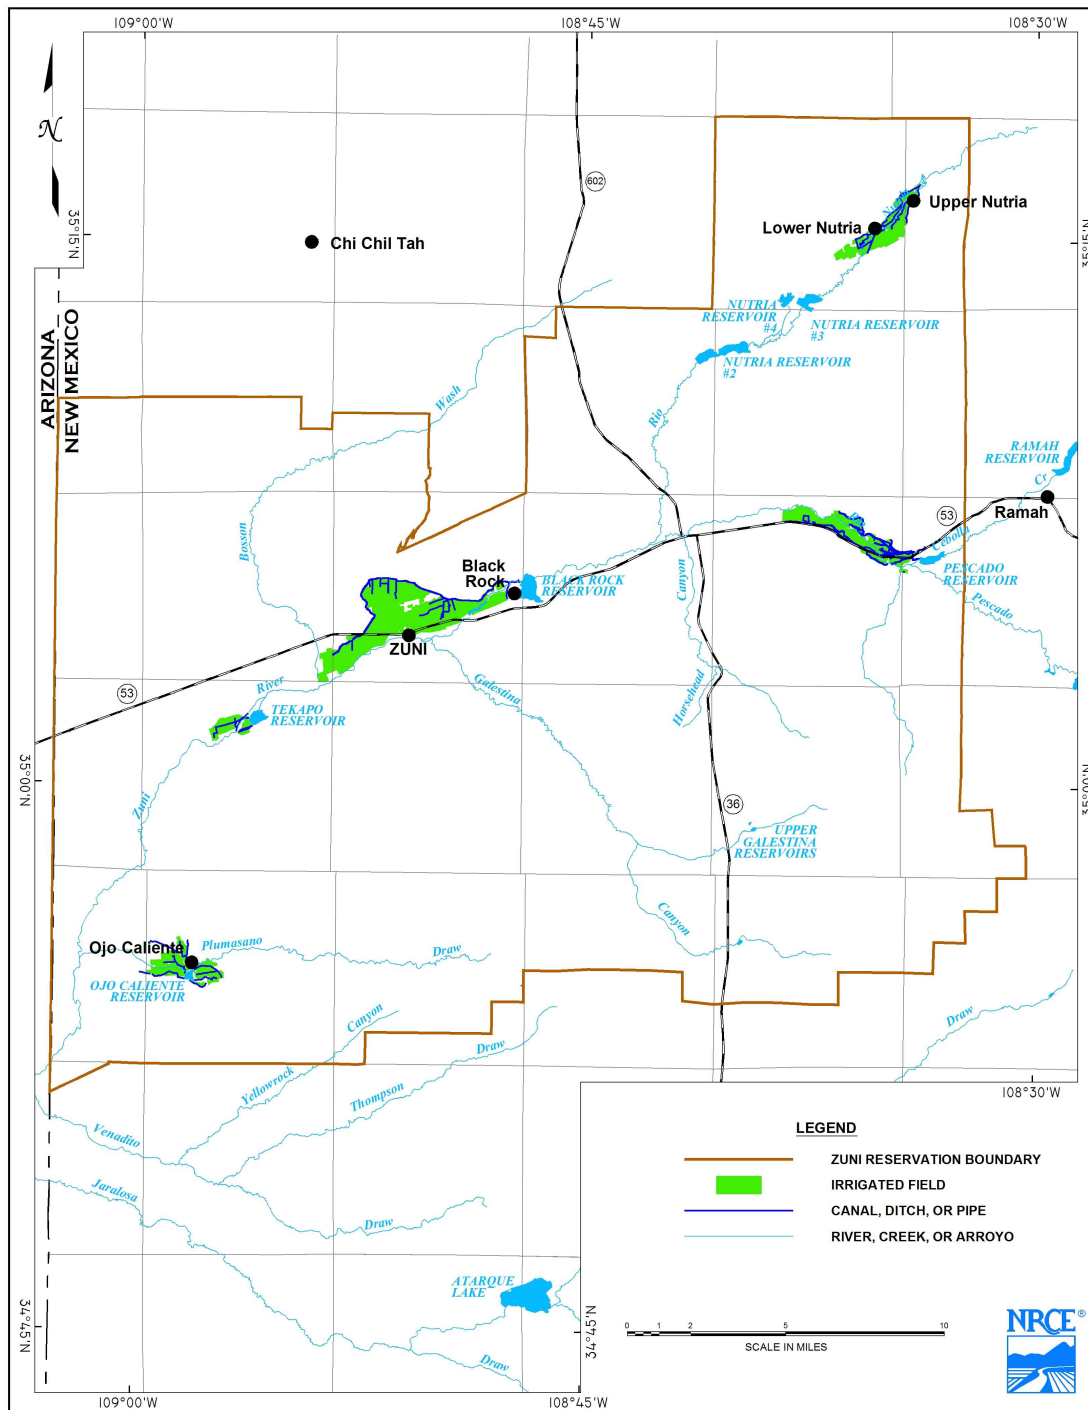 109°00'W
108°45'W
108°30'W
N
602
Upper Nutria
Lower Nutria
35°15'N
35°15'N
Chi Chil Tah
NUTRIA
RESERVOIR
#4
NUTRIA RESERVOIR
#3
NUTRIA RESERVOIR
#2
ARIZONA
NEW MEXICO
Wash
Rio
RAMAH
RESERVOIR
Cr
Ramah
53
Bosson
Cebolla
Black
Rock
BLACK ROCK
RESERVOIR
Canyon
PESCADO
RESERVOIR
Pescado
ZUNI
River
Galestina
Horsehead
53
TEKAPO
RESERVOIR
35°00'N
35°00'N
Zuni
36
UPPER
GALESTINA
RESERVOIRS
Canyon
Ojo Caliente
Plumasano
Draw
OJO CALIENTE
RESERVOIR
Canyon
Draw
Draw
Yellowrock
Thompson
108°30'W
Venadito
Jaralosa
Draw
LEGEND
ZUNI RESERVATION BOUNDARY
IRRIGATED FIELD
CANAL, DITCH, OR PIPE
RIVER, CREEK, OR ARROYO
ATARQUE
LAKE
34°45'N
34°45'N
Draw
0 1 2 5 10
SCALE IN MILES
NRCE®
109°00'W
108°45'W